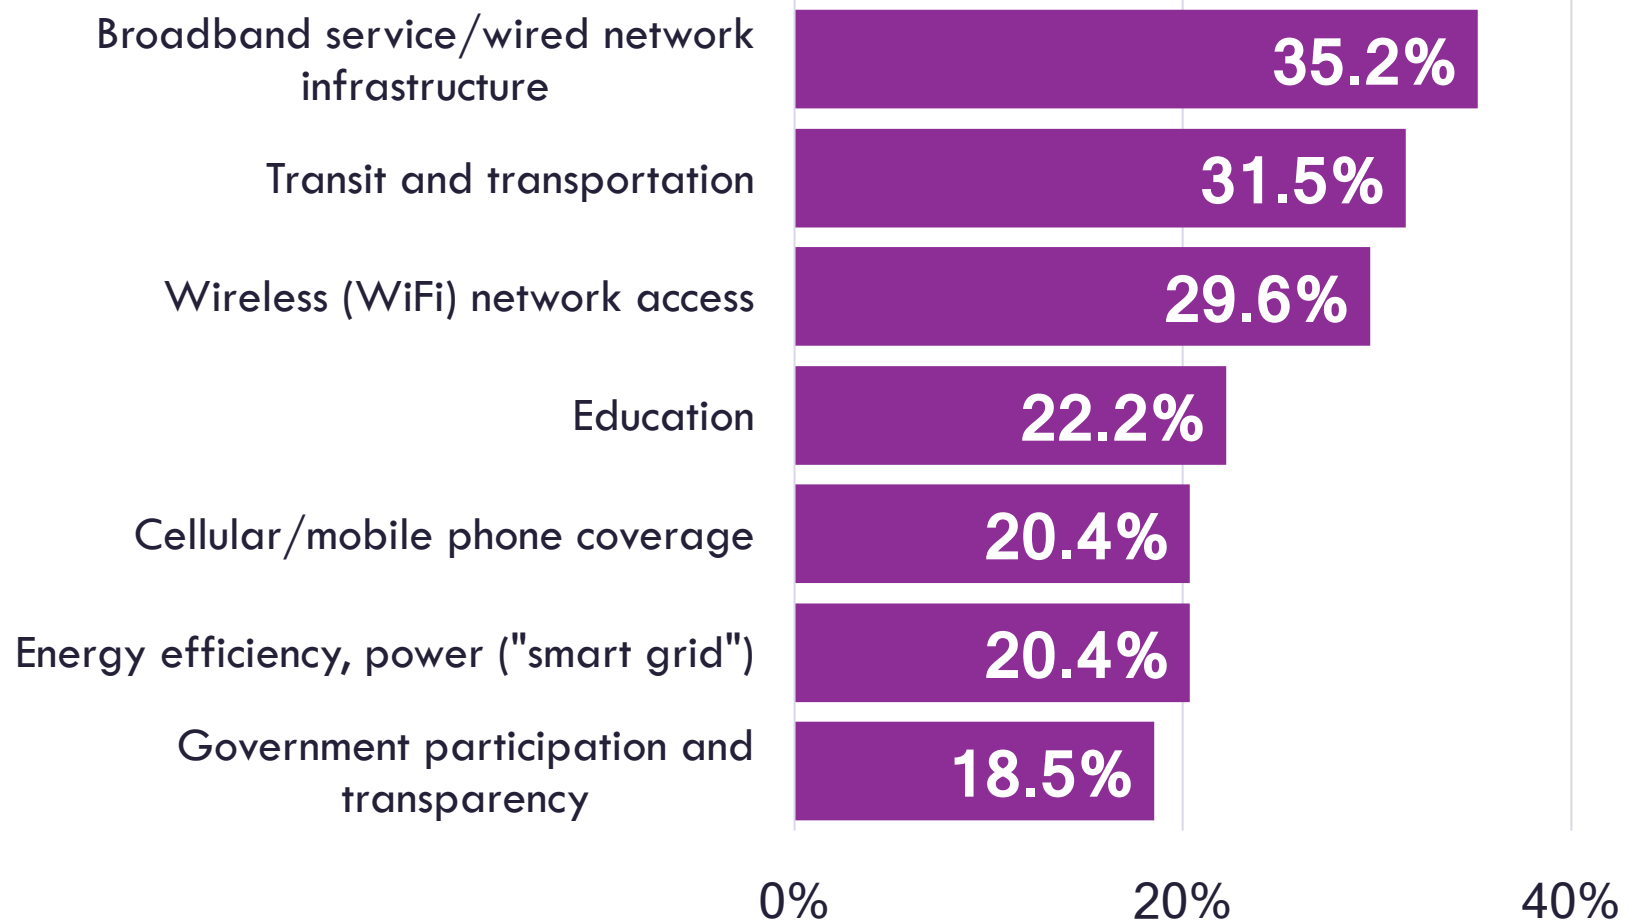 Broadband service/wired network
infrastructure
35.2%
Transit and transportation
31.5%
Wireless (WiFi) network access
29.6%
Education
22.2%
Cellular/mobile phone coverage
20.4%
Energy efficiency, power ("smart grid")
20.4%
Government participation and
transparency
18.5%
0%
20%
40%